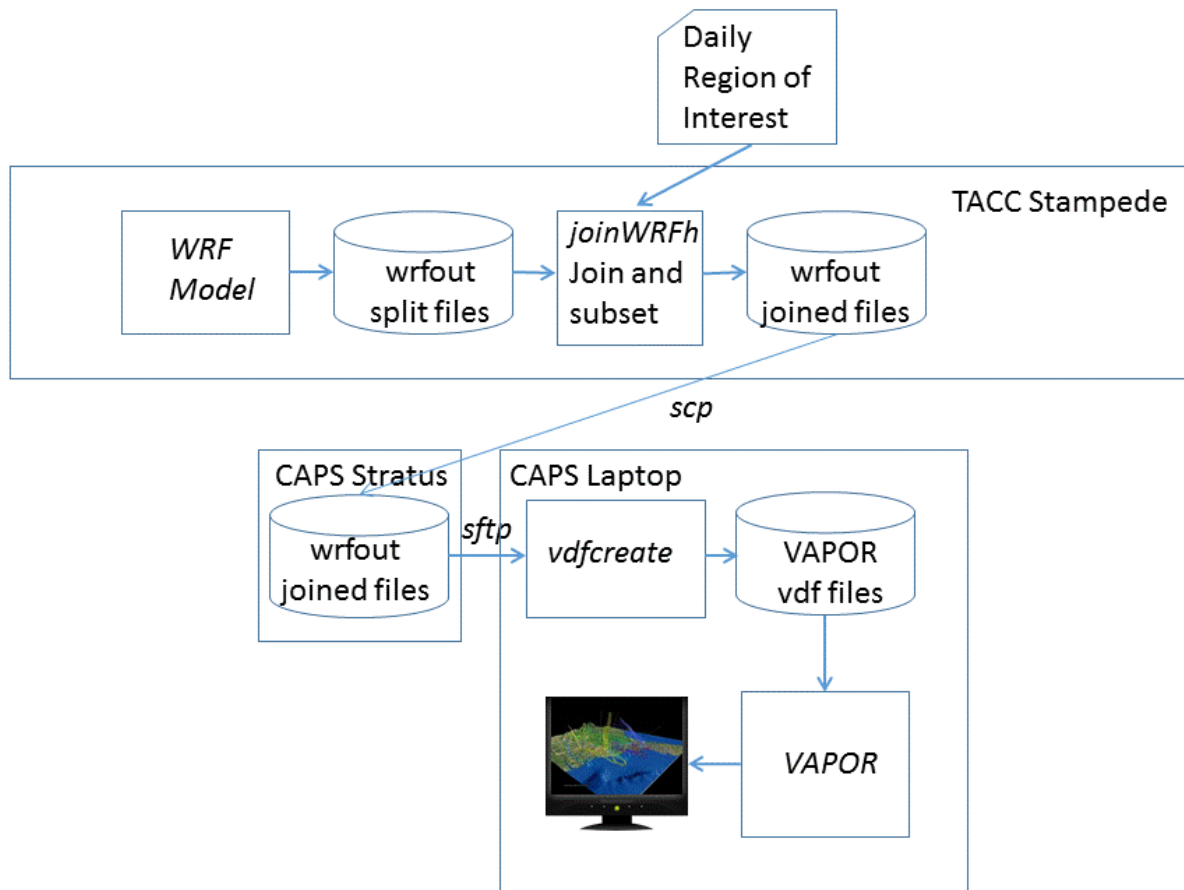 Daily
Region of
Interest
TACC Stampede
WRF
Model
wrfout
split files
joinWRFh
Join and
subset
wrfout
joined files
scp
CAPS Stratus
wrfout
joined files
sftp
CAPS Laptop
vdfcreate
VAPOR
vdf files
VAPOR